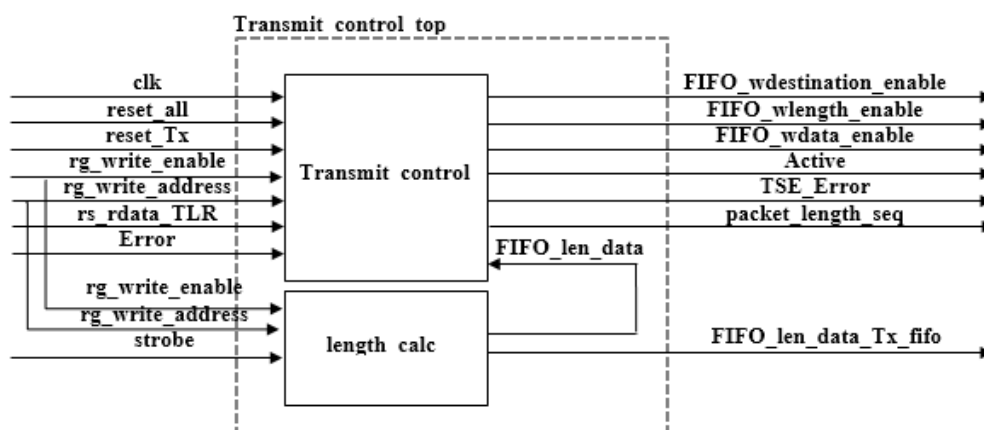 Transmit control top
clk
reset_all
reset_Tx
rg_write_enable
rg_write_address
rs_rdata_TLR
Error
Transmit control
FIFO_wdestination_enable
FIFO_wlength_enable
FIFO_wdata_enable
Active
TSE_Error
packet_length_seq
FIFO_len_data
rg_write_enable
rg_write_address
strobe
length calc
FIFO_len_data_Tx_fifo